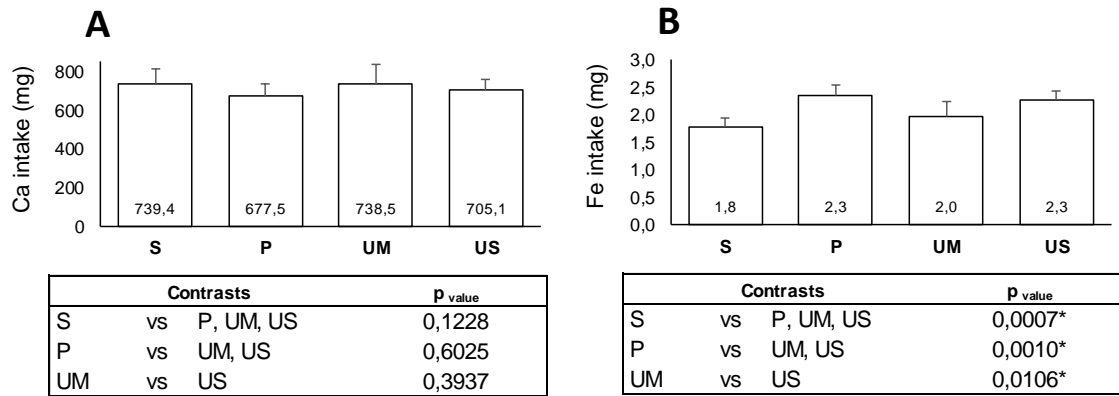 A
Ca intake (mg)
800
600
400
200
0
739,4 677,5 738,5 705,1
S P UM US
Contrasts p value
S vs P, UM, US 0,1228
P vs UM, US 0,6025
UM vs US 0,3937
B
Fe intake (mg)
3,0
2,5
2,0
1,5
1,0
0,5
0,0
1,8 2,3 2,0 2,3
S P UM US
Contrasts p value
S vs P, UM, US 0,0007*
P vs UM, US 0,0010*
UM vs US 0,0106*